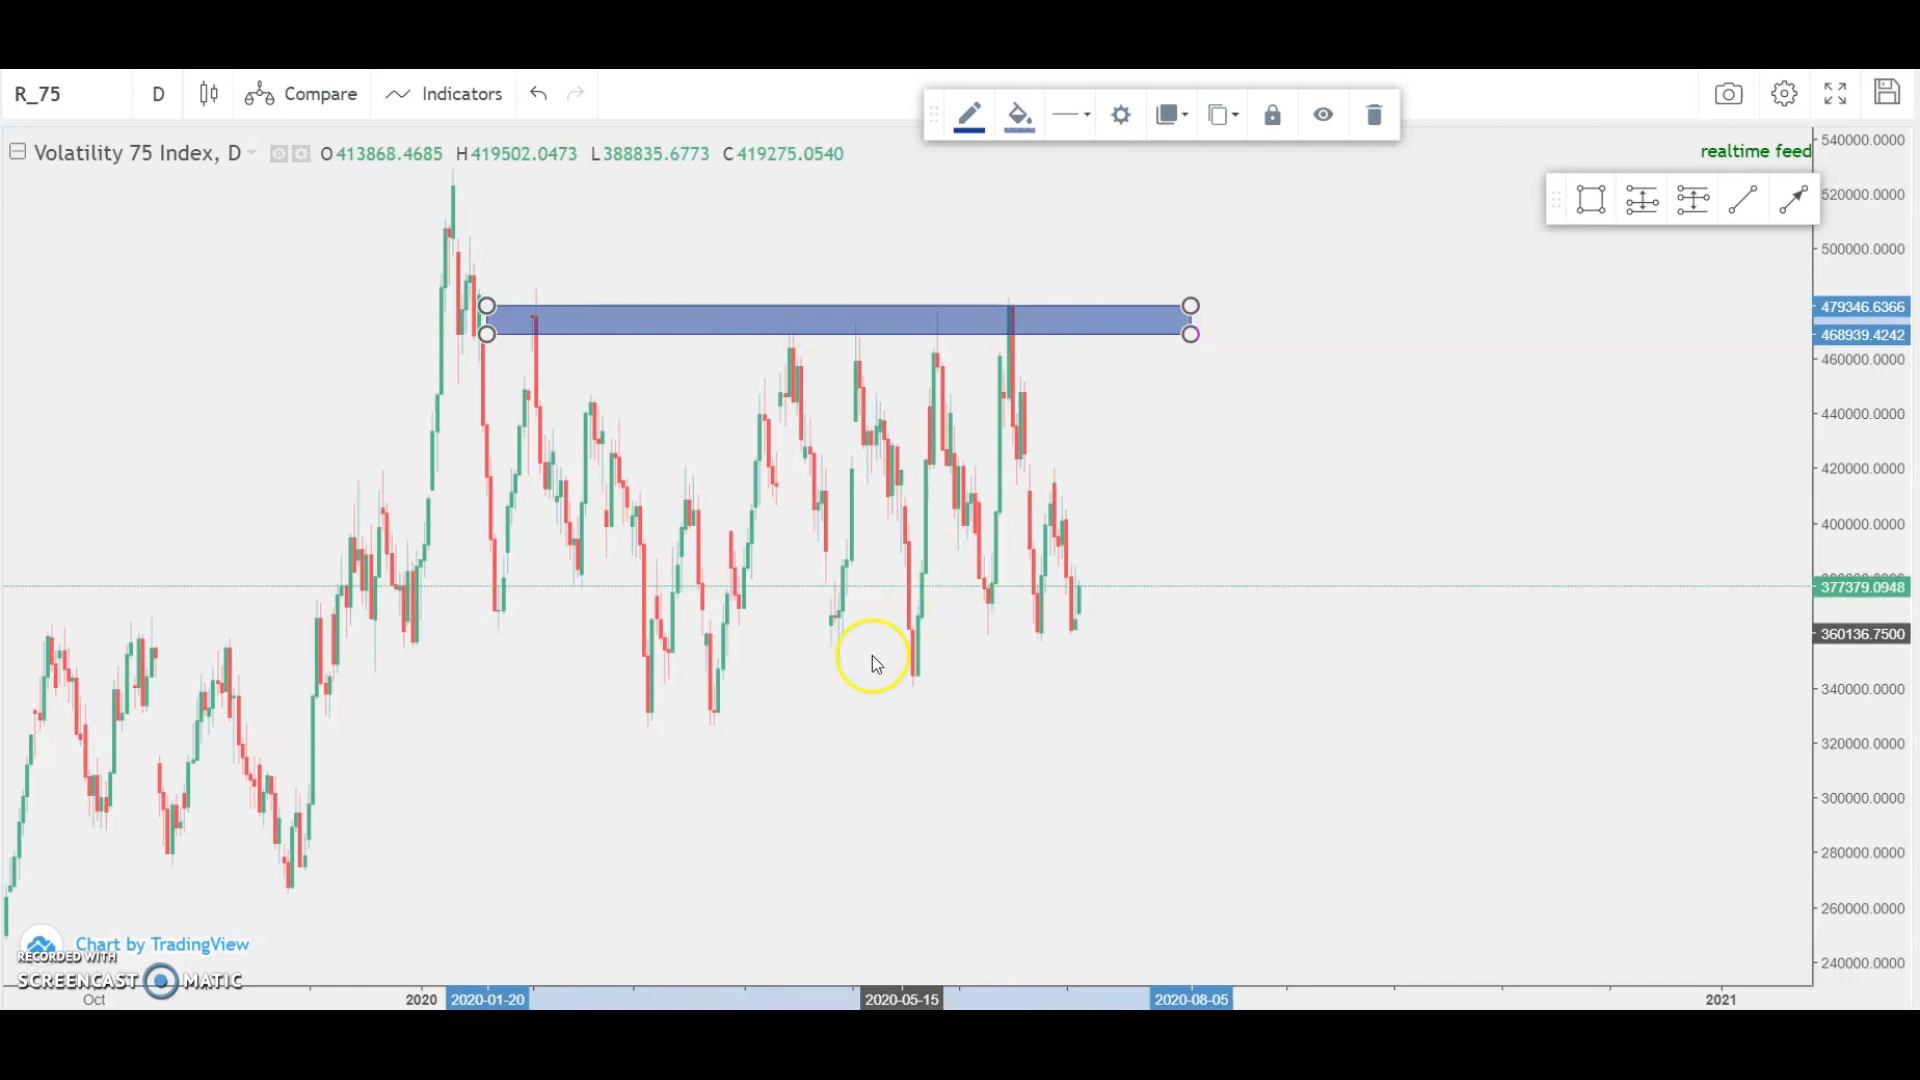 R_75 D Compare Indicators
Volatility 75 Index, D O413868.4685 H419502.0473 L388835.6773 C419275.0540
realtime feed
540000.0000
520000.0000
500000.0000
479346.6366
468939.4242
460000.0000
440000.0000
420000.0000
400000.0000
377379.0948
360136.7500
340000.0000
320000.0000
300000.0000
280000.0000
260000.0000
240000.0000
Chart by TradingView
RECORDED WITH
SCREENCAST MATIC
Oct 2020 2020-01-20 2020-05-15 2020-08-05 2021